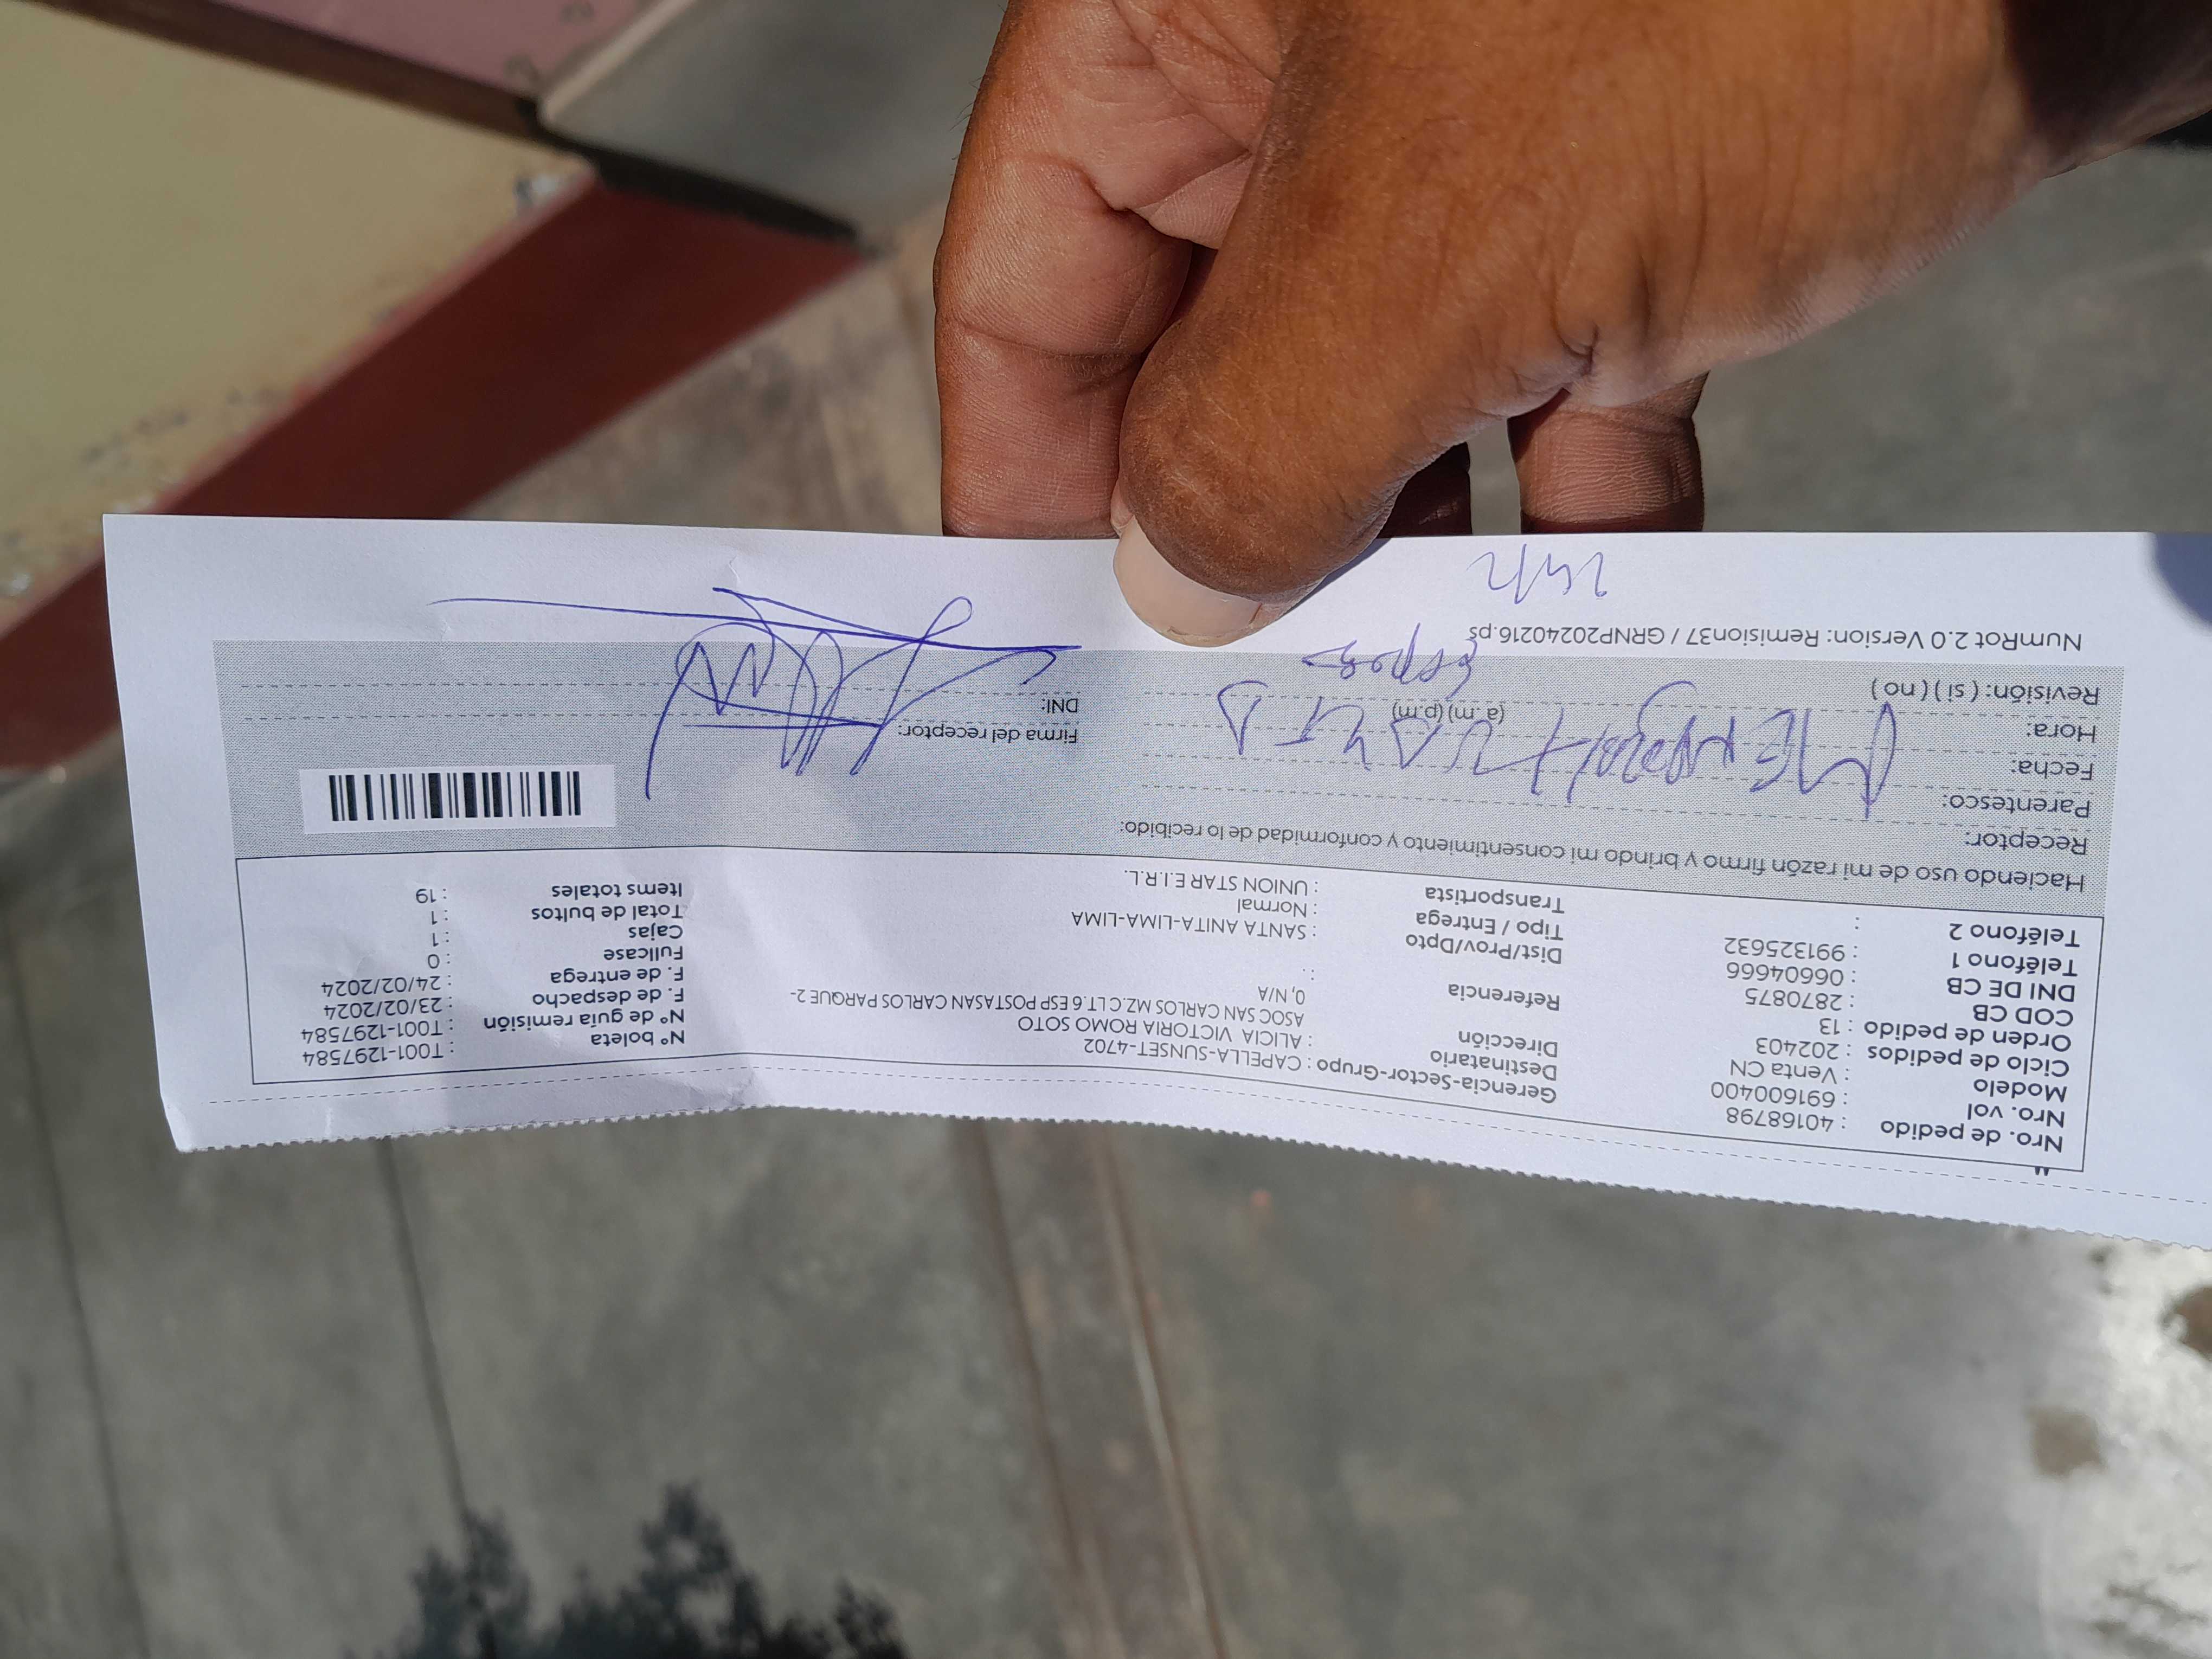 Nro. de pedido : 40168798
Nro. vol : 691600400
Modelo : Venta CN
Ciclo de pedidos : 202403
Orden de pedido : 13
COD CB : 2870875
DNI DE CB : 06604666
Teléfono 1 : 991325632
Teléfono 2 :
Gerencia-Sector-Grupo : CAPELLA-SUNSET-4702
Destinatario : ALICIA VICTORIA ROMO SOTO
Dirección ASOC SAN CARLOS MZ.C LT.6 ESP POSTASAN CARLOS PARQUE 2-
0, N/A
Referencia : .
Dist/Prov/Dpto : SANTA ANITA-LIMA-LIMA
Tipo / Entrega : Normal
Transportista : UNION STAR E.I.R.L.
N° boleta : T001-1297584
N° de guía remisión : T001-1297584
F. de despacho : 23/02/2024
F. de entrega : 24/02/2024
Fullcase : 0
Cajas : 1
Total de bultos : 1
Items totales : 19
Haciendo uso de mi razón firmo y brindo mi consentimiento y conformidad de lo recibido:
Receptor:
Parentesco:
Fecha:
Hora: (a. m) (p.m)
Revisión: ( si ) ( no )
Esposo
Firma del receptor:
DNI:
NumRot 2.0 Version: Remision37 / GRNP20240216.ps
24/2